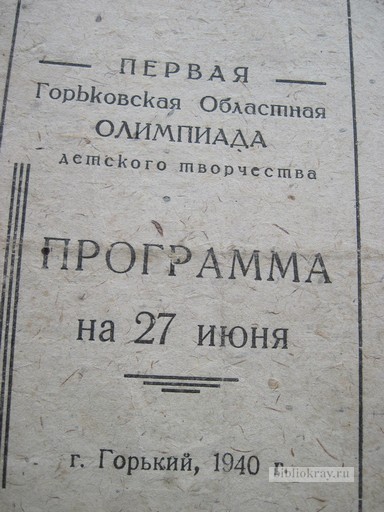 — ПЕРВАЯ —
Горьковская Областная
ОЛИМПИАДА
детского творчества
ПРОГРАММА
на 27 июня
г. Горький, 1940 г.
bibliokray.ru